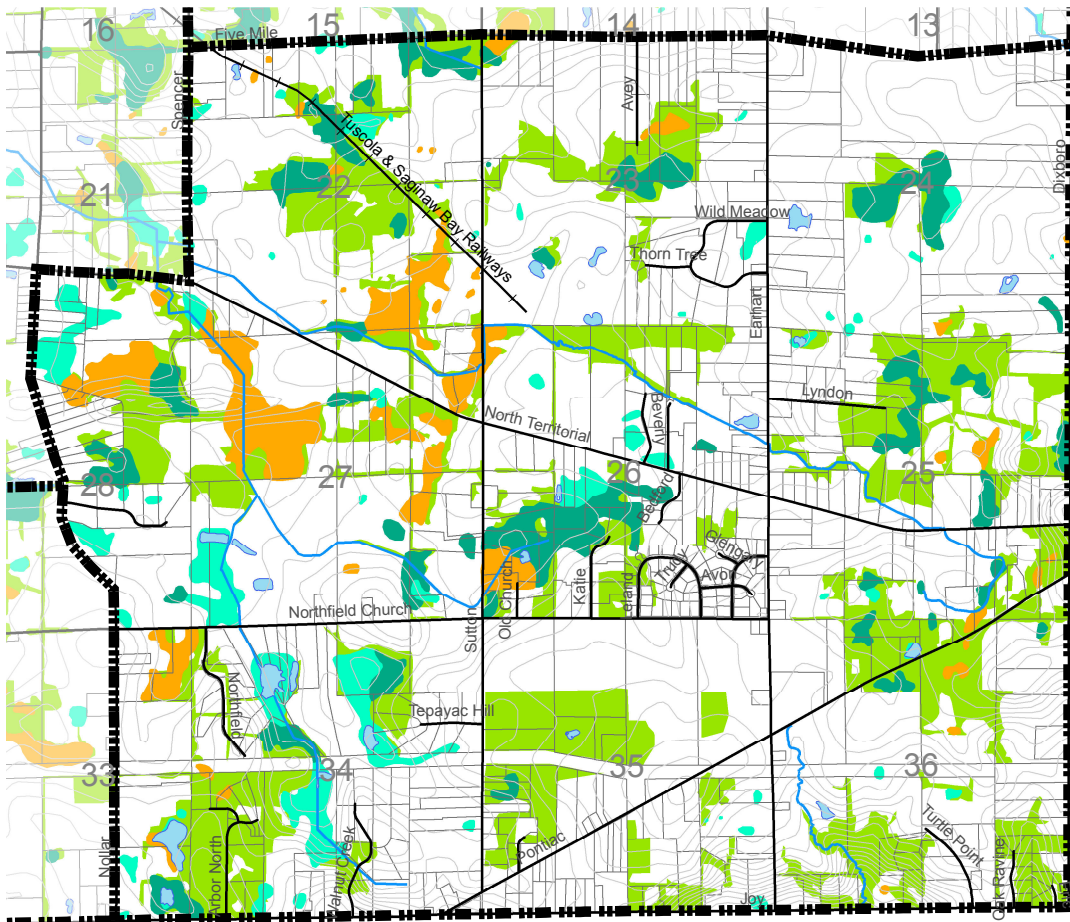 16
15
14
13
Five Mile
Spencer
Avey
Tuscola & Saginaw Bay Railways
Dixboro
21
22
23
24
Wild Meadow
Thorn Tree
Earhart
Lyndon
Beverly
North Territorial
28
27
26
25
Bedford
Glengary
Trudy
Avon
Katie
eland
Old Church
Northfield Church
Sutton
Northfield
Tepayac Hill
33
34
35
36
Nollar
Arbor North
Walnut Creek
Pontiac
Turtle Point
Oak Ravine
Joy